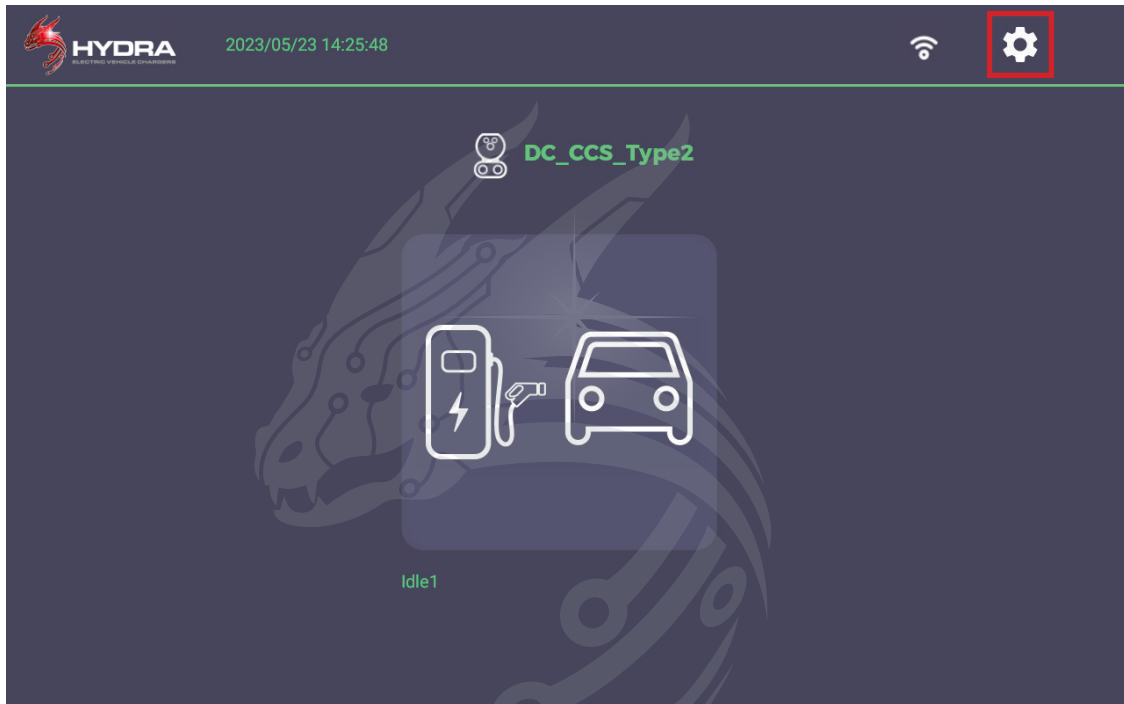 HYDRA
ELECTRIC VEHICLE CHARGERS
2023/05/23 14:25:48
DC_CCS_Type2
Idle1